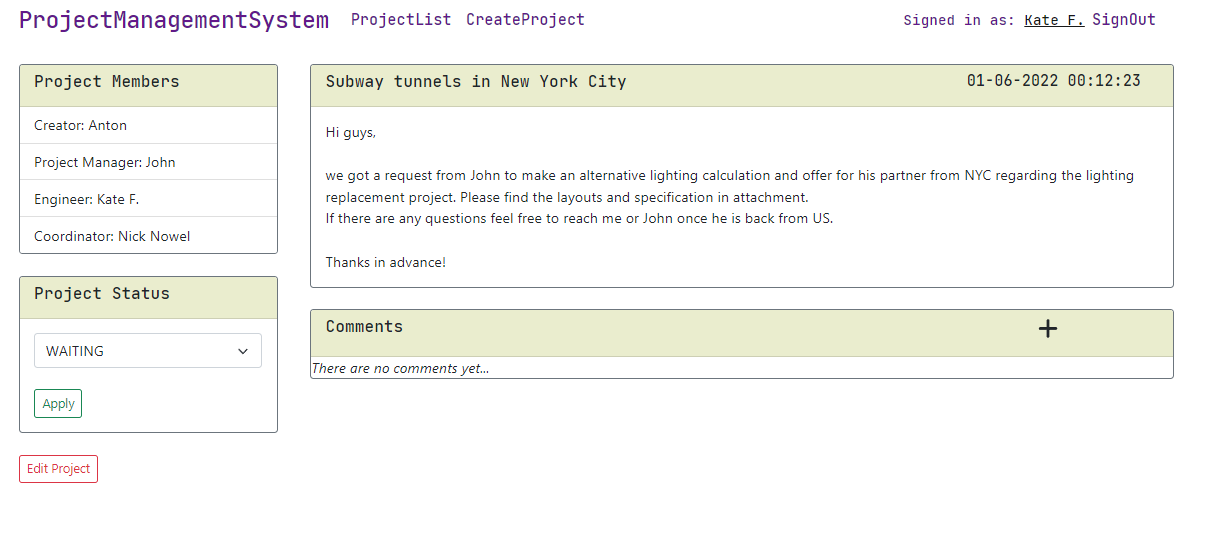 ProjectManagementSystem ProjectList CreateProject Signed in as: Kate F. SignOut
Project Members
Creator: Anton
Project Manager: John
Engineer: Kate F.
Coordinator: Nick Nowel
Project Status
WAITING
Apply
Edit Project
Subway tunnels in New York City 01-06-2022 00:12:23
Hi guys,
we got a request from John to make an alternative lighting calculation and offer for his partner from NYC regarding the lighting
replacement project. Please find the layouts and specification in attachment.
If there are any questions feel free to reach me or John once he is back from US.
Thanks in advance!
Comments +
There are no comments yet...